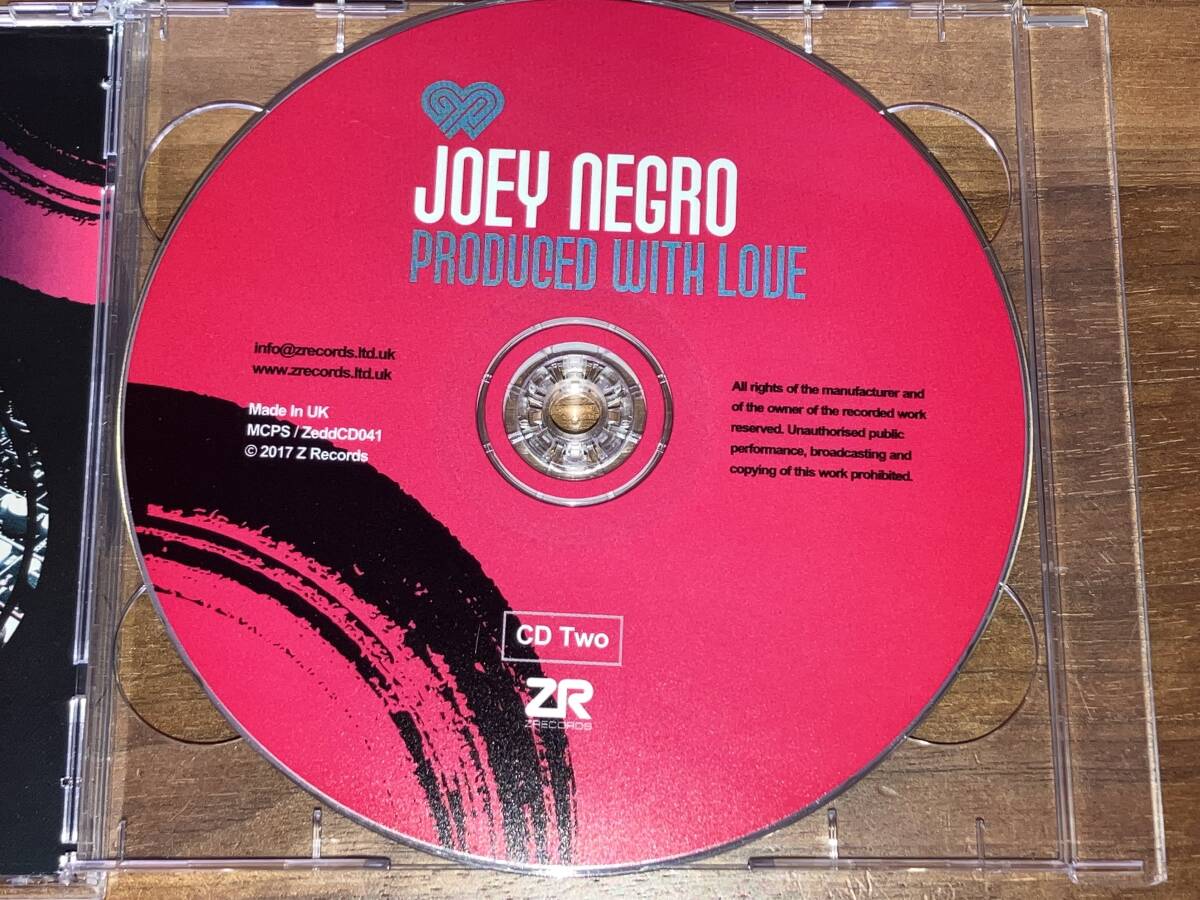 JOEY NEGRO
PRODUCED WITH LOVE
info@zrecords.ltd.uk
www.zrecords.ltd.uk
Made In UK
MCPS / ZeddCD041
© 2017 Z Records
All rights of the manufacturer and
of the owner of the recorded work
reserved. Unauthorised public
performance, broadcasting and
copying of this work prohibited.
CD Two
ZR
ZRECORDS